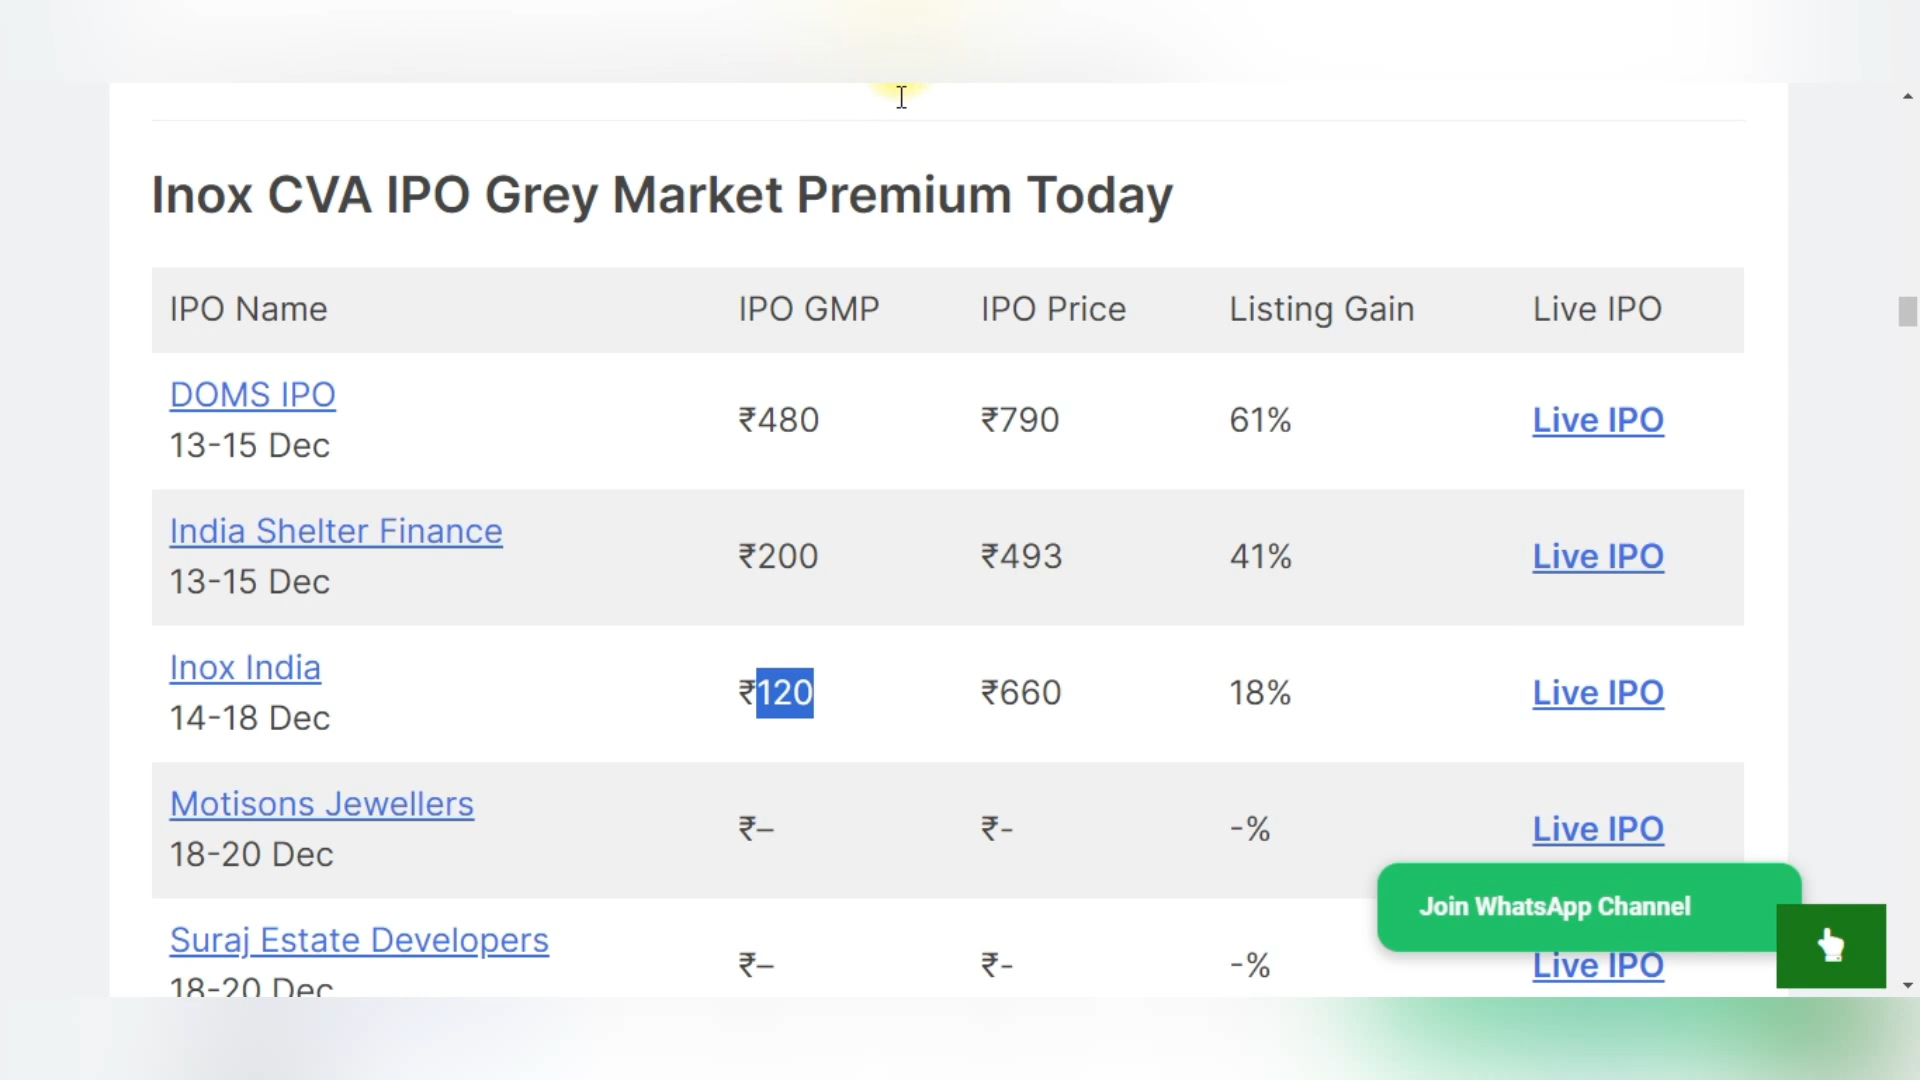 Inox CVA IPO Grey Market Premium Today
IPO Name IPO GMP IPO Price Listing Gain Live IPO
DOMS IPO
13-15 Dec
₹480 ₹790 61% Live IPO
India Shelter Finance
13-15 Dec
₹200 ₹493 41% Live IPO
Inox India
14-18 Dec
₹120 ₹660 18% Live IPO
Motisons Jewellers
18-20 Dec
₹– ₹- -% Live IPO
Suraj Estate Developers
18-20 Dec
₹– ₹- -% Live IPO
Join WhatsApp Channel